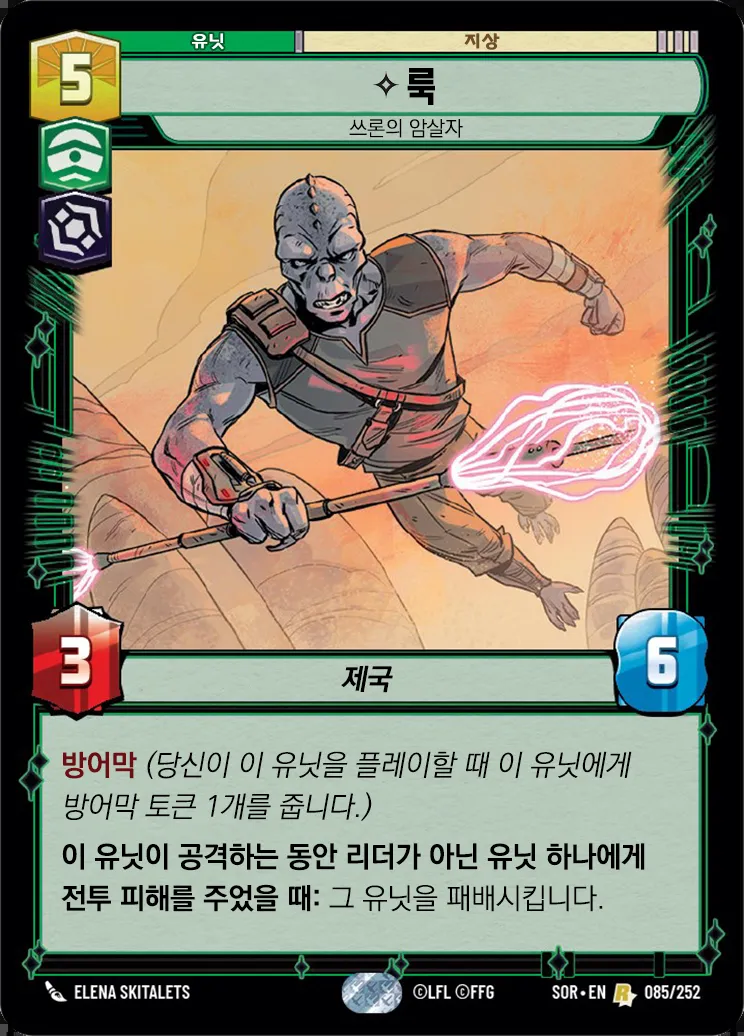 유닛
지상
5
룩
쓰론의 암살자
3
제국
6
방어막 (당신이 이 유닛을 플레이할 때 이 유닛에게
방어막 토큰 1개를 줍니다.)
이 유닛이 공격하는 동안 리더가 아닌 유닛 하나에게
전투 피해를 주었을 때: 그 유닛을 패배시킵니다.
ELENA SKITALETS
©LFL ©FFG
SOR • EN R 085/252